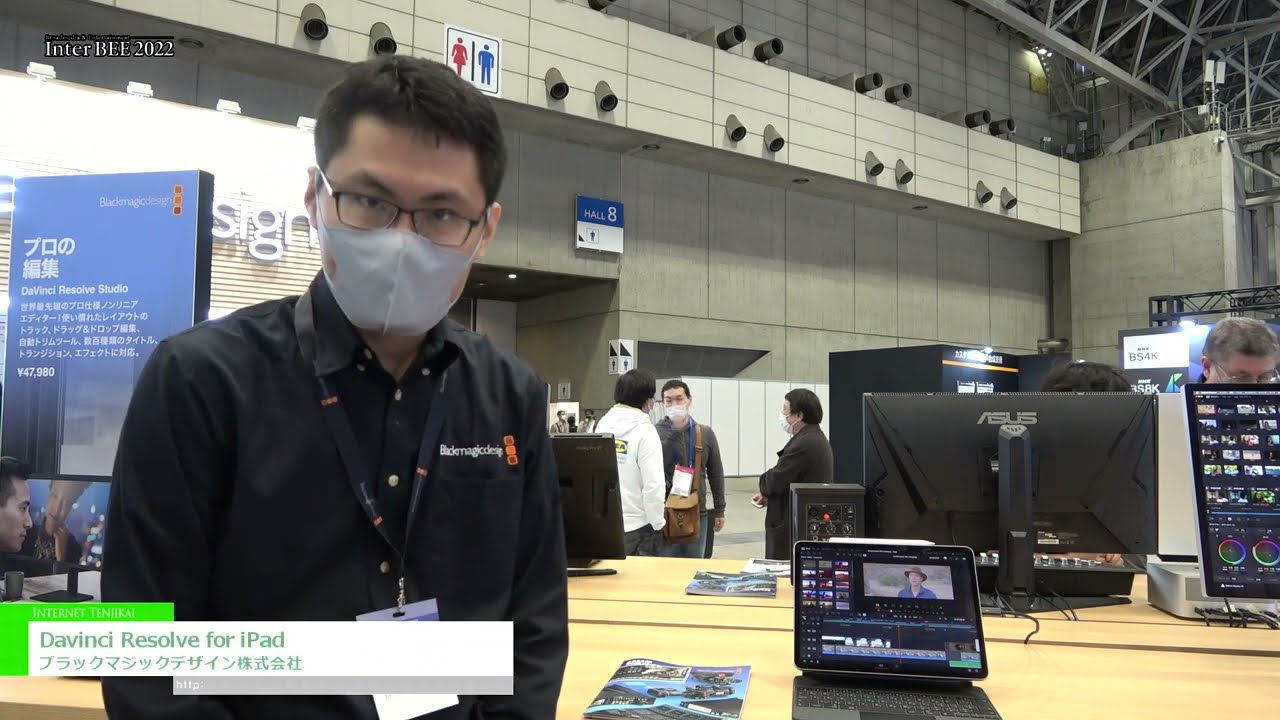 Broadmedia & Entertainment
Inter BEE 2022
HALL 8
Blackmagicdesign
sign
プロの
編集
DaVinci Resolve Studio
世界最先端のプロ仕様ノンリニア
エディター！使い慣れたレイアウトの
トラック、ドラッグ&ドロップ編集、
自動トリムツール、数百種類のタイトル、
トランジション、エフェクトに対応。
¥47,980
Blackmagicdesign
ASUS
NHK
BS4K
NHK
BS8K
INTERNET TENJIKAI
Davinci Resolve for iPad
ブラックマジックデザイン株式会社
http: